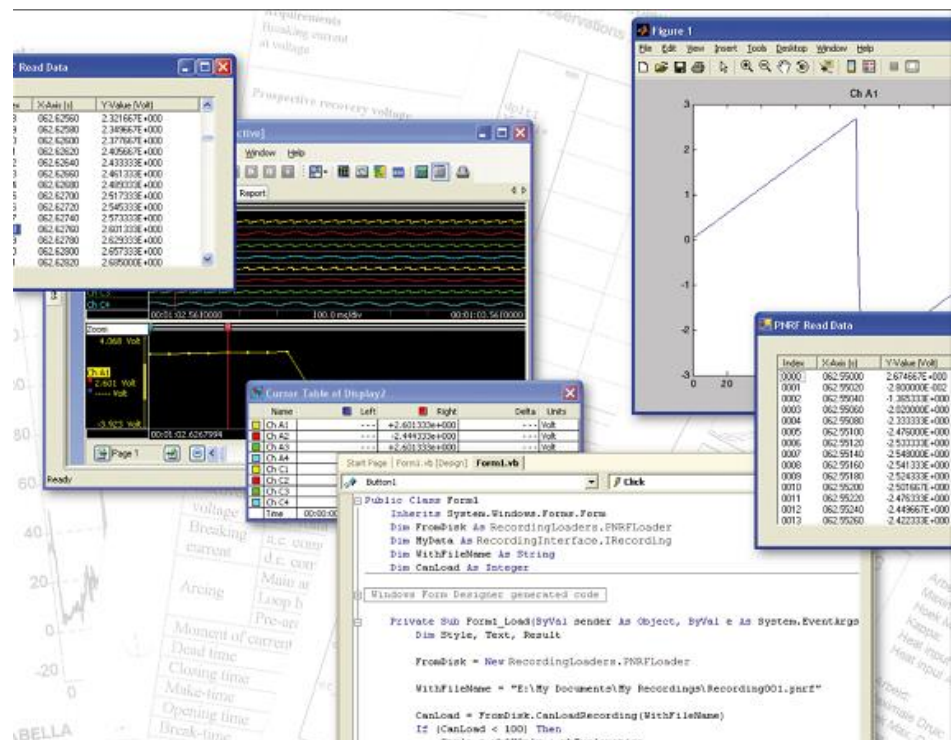 Requirements
Breaking current
at voltage
Prospective recovery voltage
Read Data
X-Axis [s] Y-Value [Volt]
062.62560 2.321667E+000
062.62580 2.349667E+000
062.62600 2.377667E+000
062.62620 2.405667E+000
062.62640 2.433333E+000
062.62660 2.461333E+000
062.62680 2.489333E+000
062.62700 2.517333E+000
062.62720 2.545333E+000
062.62740 2.573333E+000
062.62760 2.601333E+000
062.62780 2.629333E+000
062.62800 2.657333E+000
062.62820 2.685000E+000
Window Help
Report
Ch C4
00:01:02.5610000 100.0 ms/div 00:01:03.5610000
Zoom
4.068 Volt
Ch A1
2.601 Volt
---- Volt
-3.923 Volt
00:01:02.6267994
Page 1
Ready
Figure 1
File Edit View Insert Tools Desktop Window Help
Ch A1
3
2
1
0
-1
-2
-3
0 20
PNRF Read Data
Index X-Axis [s] Y-Value [Volt]
0000 062.55000 2.674667E+000
0001 062.55020 -2.800000E-002
0002 062.55040 -1.365333E+000
0003 062.55060 -2.020000E+000
0004 062.55080 -2.333333E+000
0005 062.55100 -2.476000E+000
0006 062.55120 -2.533333E+000
0007 062.55140 -2.548000E+000
0008 062.55160 -2.541333E+000
0009 062.55180 -2.524333E+000
0010 062.55200 -2.501667E+000
0011 062.55220 -2.476333E+000
0012 062.55240 -2.449667E+000
0013 062.55260 -2.422333E+000
Cursor Table of Display2
Name Left Right Delta Units
Ch A1 --- +2.601333e+000 --- Volt
Ch A2 --- -2.444333e+000 --- Volt
Ch A3 --- +2.601333e+000 --- Volt
Ch A4
Ch C1
Ch C2
Ch C3
Ch C4
Time 00:00:00
Start Page Form1.vb [Design] Form1.vb
Button1 Click
Public Class Form1
Inherits System.Windows.Forms.Form
Dim FromDisk As RecordingLoaders.PNRFLoader
Dim MyData As RecordingInterface.IRecording
Dim WithFileName As String
Dim CanLoad As Integer
Windows Form Designer generated code
Private Sub Form1_Load(ByVal sender As Object, ByVal e As System.EventArgs
Dim Style, Text, Result
FromDisk = New RecordingLoaders.PNRFLoader
WithFileName = "E:\My Documents\My Recordings\Recording001.pnrf"
CanLoad = FromDisk.CanLoadRecording(WithFileName)
If (CanLoad < 100) Then
voltage
Breaking
current
a.c. com
d.c. com
Arcing
Main ar
Loop b
Pre-arc
Moment of current
Dead time
Closing time
Make-time
Opening time
Break-time
60
40
20
0
-20
0
ABELLA
Heat input
Heat input